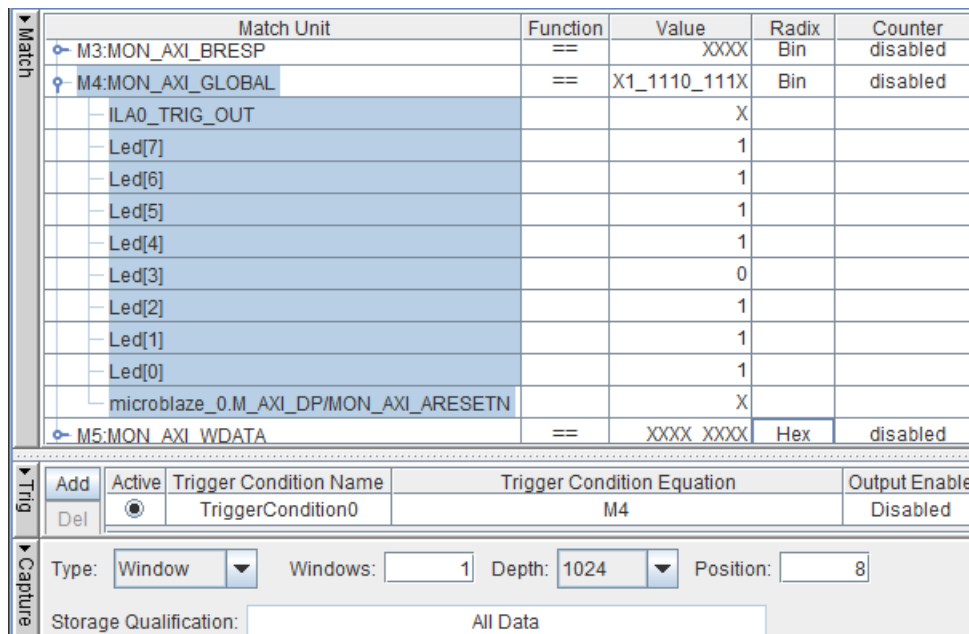 Match
Match Unit Function Value Radix Counter
M3:MON_AXI_BRESP == XXXX Bin disabled
M4:MON_AXI_GLOBAL == X1_1110_111X Bin disabled
ILA0_TRIG_OUT X
Led[7] 1
Led[6] 1
Led[5] 1
Led[4] 1
Led[3] 0
Led[2] 1
Led[1] 1
Led[0] 1
microblaze_0.M_AXI_DP/MON_AXI_ARESETN X
M5:MON_AXI_WDATA == XXXX_XXXX Hex disabled
Trig
Add Active Trigger Condition Name Trigger Condition Equation Output Enable
Del TriggerCondition0 M4 Disabled
Capture
Type: Window Windows: 1 Depth: 1024 Position: 8
Storage Qualification: All Data